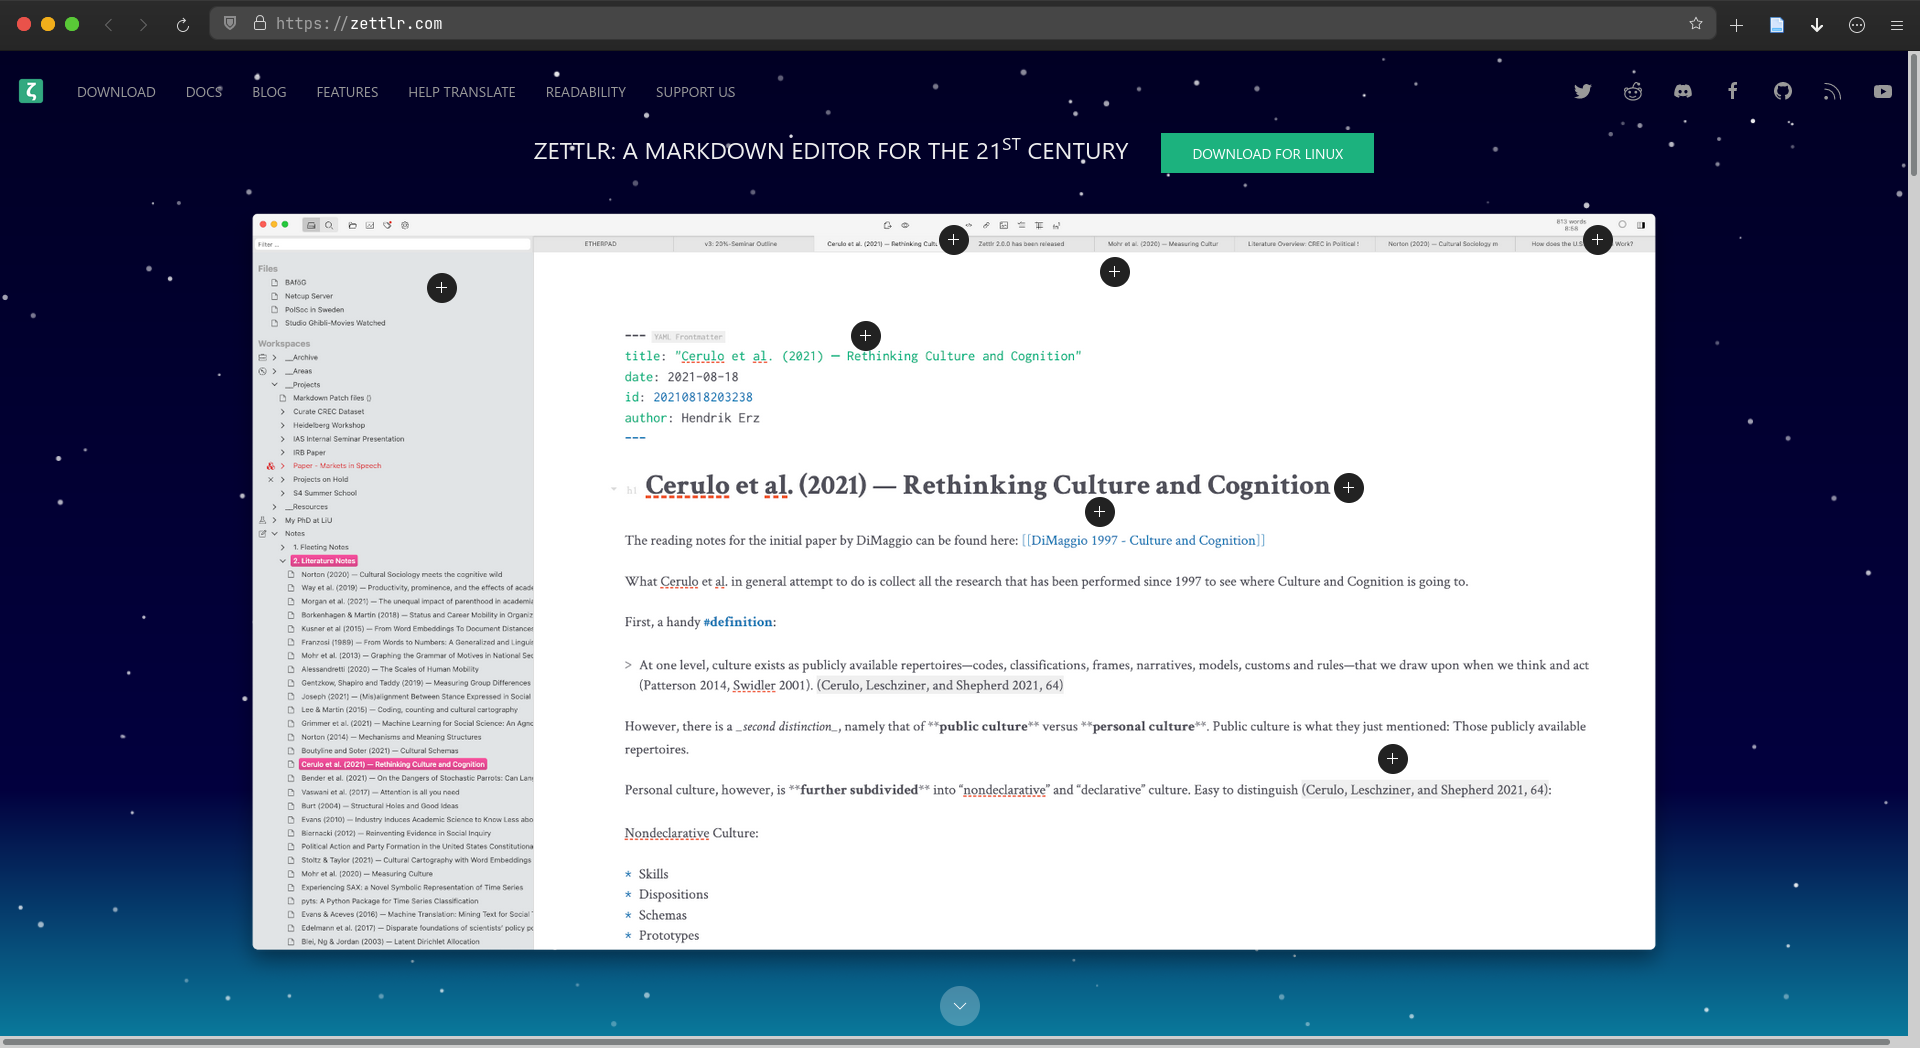 https://zettlr.com
DOWNLOAD
DOCS
BLOG
FEATURES
HELP TRANSLATE
READABILITY
SUPPORT US
ZETTLR: A MARKDOWN EDITOR FOR THE 21ST CENTURY
DOWNLOAD FOR LINUX
813 words
8:58
Filter ...
ETHERPAD
v3: 20%-Seminar Outline
Cerulo et al. (2021) — Rethinking Cultu
Zettlr 2.0.0 has been released
Mohr et al. (2020) — Measuring Cultur
Literature Overview: CREC in Political S
Norton (2020) — Cultural Sociology m
How does the U.S. Work?
Files
BAföG
Netcup Server
PolSoc in Sweden
Studio Ghibli-Movies Watched
Workspaces
__Archive
__Areas
__Projects
Markdown Patch files ()
Curate CREC Dataset
Heidelberg Workshop
IAS Internal Seminar Presentation
IRB Paper
Paper - Markets in Speech
Projects on Hold
S4 Summer School
__Resources
My PhD at LiU
Notes
1. Fleeting Notes
2. Literature Notes
Norton (2020) — Cultural Sociology meets the cognitive wild
Way et al. (2019) — Productivity, prominence, and the effects of acade
Morgan et al. (2021) — The unequal impact of parenthood in academia
Borkenhagen & Martin (2018) — Status and Career Mobility in Organiz
Kusner et al (2015) — From Word Embeddings To Document Distances
Franzosi (1989) — From Words to Numbers: A Generalized and Linguis
Mohr et al. (2013) — Graphing the Grammar of Motives in National Sec
Alessandretti (2020) — The Scales of Human Mobility
Gentzkow, Shapiro and Taddy (2019) — Measuring Group Differences
Joseph (2021) — (Mis)alignment Between Stance Expressed in Social
Lee & Martin (2015) — Coding, counting and cultural cartography
Grimmer et al. (2021) — Machine Learning for Social Science: An Agno
Norton (2014) — Mechanisms and Meaning Structures
Boutyline and Soter (2021) — Cultural Schemas
Cerulo et al. (2021) — Rethinking Culture and Cognition
Bender et al. (2021) — On the Dangers of Stochastic Parrots: Can Lang
Vaswani et al. (2017) — Attention is all you need
Burt (2004) — Structural Holes and Good Ideas
Evans (2010) — Industry Induces Academic Science to Know Less abo
Biernacki (2012) — Reinventing Evidence in Social Inquiry
Political Action and Party Formation in the United States Constitutiona
Stoltz & Taylor (2021) — Cultural Cartography with Word Embeddings
Mohr et al. (2020) — Measuring Culture
Experiencing SAX: a Novel Symbolic Representation of Time Series
pyts: A Python Package for Time Series Classification
Evans & Aceves (2016) — Machine Translation: Mining Text for Social T
Edelmann et al. (2017) — Disparate foundations of scientists' policy po
Blei, Ng & Jordan (2003) — Latent Dirichlet Allocation
--- YAML Frontmatter
title: "Cerulo et al. (2021) — Rethinking Culture and Cognition"
date: 2021-08-18
id: 20210818203238
author: Hendrik Erz
---
h1 Cerulo et al. (2021) — Rethinking Culture and Cognition
The reading notes for the initial paper by DiMaggio can be found here: [[DiMaggio 1997 - Culture and Cognition]]
What Cerulo et al. in general attempt to do is collect all the research that has been performed since 1997 to see where Culture and Cognition is going to.
First, a handy #definition:
> At one level, culture exists as publicly available repertoires—codes, classifications, frames, narratives, models, customs and rules—that we draw upon when we think and act
(Patterson 2014, Swidler 2001). (Cerulo, Leschziner, and Shepherd 2021, 64)
However, there is a _second distinction_, namely that of **public culture** versus **personal culture**. Public culture is what they just mentioned: Those publicly available
repertoires.
Personal culture, however, is **further subdivided** into “nondeclarative” and “declarative” culture. Easy to distinguish (Cerulo, Leschziner, and Shepherd 2021, 64):
Nondeclarative Culture:
* Skills
* Dispositions
* Schemas
* Prototypes